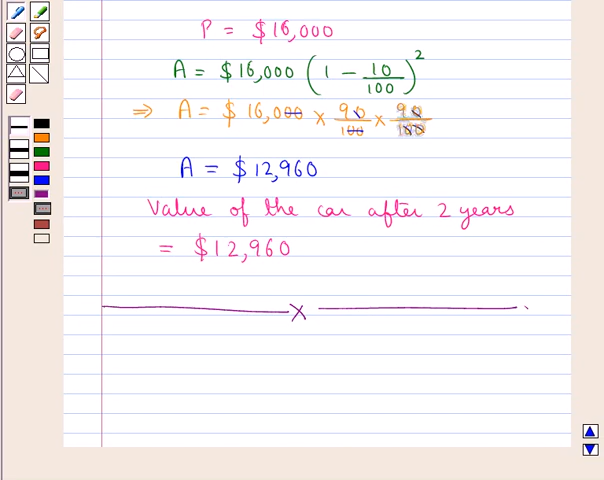 P = $16,000
A = $16,000 (1 - 10/100)^2
⇒ A = $16,000 × 90/100 × 90/100
A = $12,960
Value of the car after 2 years
= $12,960